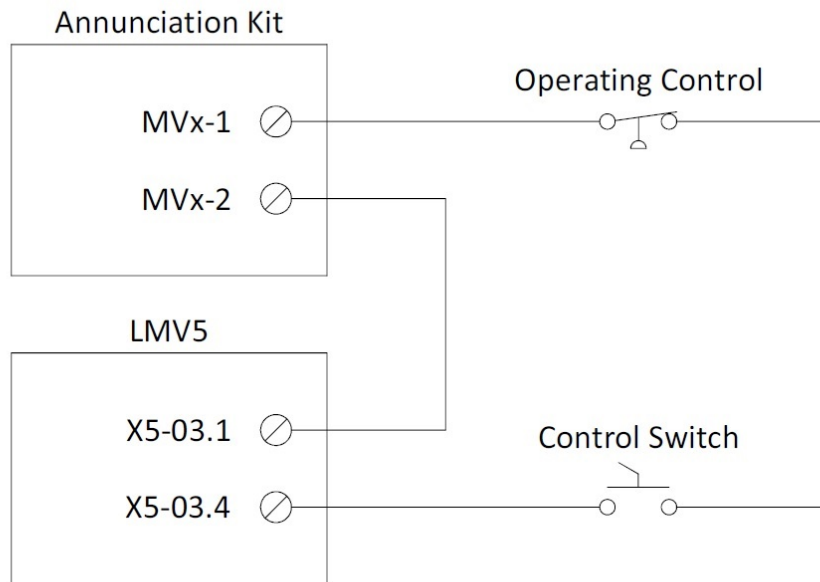 Annunciation Kit
Operating Control
MVx-1
MVx-2
LMV5
X5-03.1
Control Switch
X5-03.4